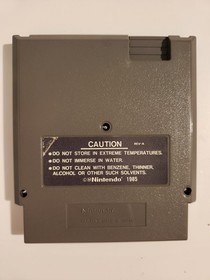 CAUTION REV-A
•DO NOT STORE IN EXTREME TEMPERATURES.
•DO NOT IMMERSE IN WATER.
•DO NOT CLEAN WITH BENZENE, THINNER,
ALCOHOL OR OTHER SUCH SOLVENTS.
©®Nintendo 1985